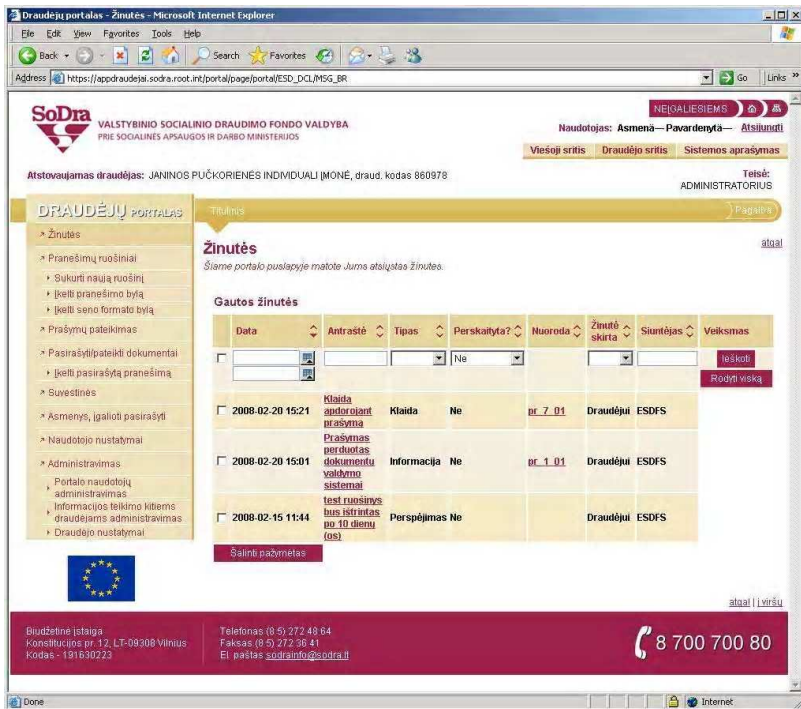 Draudėjų portalas - Žinutės - Microsoft Internet Explorer
File Edit View Favorites Tools Help
Back Search Favorites
Address https://appdraudejai.sodra.root.int/portal/page/portal/ESD_DCL/MSG_BR Go Links »
SoDra
VALSTYBINIO SOCIALINIO DRAUDIMO FONDO VALDYBA
PRIE SOCIALINĖS APSAUGOS IR DARBO MINISTERIJOS
NEĮGALIESIEMS
Naudotojas: Asmena— Pavardenyta— Atsijungti
Viešoji sritis Draudėjo sritis Sistemos aprašymas
Atstovaujamas draudėjas: JANINOS PUČKORIENĖS INDIVIDUALI ĮMONĖ, draud. kodas 860978
Teisė:
ADMINISTRATORIUS
DRAUDĖJŲ PORTALAS
Titulinis
Pagalba
Žinutės
Pranešimų ruošiniai
Sukurti naują ruošinį
Įkelti pranešimo bylą
Įkelti seno formato bylą
Prašymų pateikimas
Pasirašyti/pateikti dokumentai
Įkelti pasirašytą pranešimą
Suvestinės
Asmenys, įgalioti pasirašyti
Naudotojo nustatymai
Administravimas
Portalo naudotojų
administravimas
Informacijos teikimo kitiems
draudėjams administravimas
Draudėjo nustatymai
Žinutės
atgal
Šiame portalo puslapyje matote Jums atsiųstas žinutes.
Gautos žinutės
Data Antraštė Tipas Perskaityta? Nuoroda Žinutė skirta Siuntėjas Veiksmas
Ne
Ieškoti
Rodyti viską
2008-02-20 15:21 Klaida apdorojant prašymą Klaida Ne pr_7_01 Draudėjui ESDFS
2008-02-20 15:01 Prašymas perduotas dokumentų valdymo sistemai Informacija Ne pr_1_01 Draudėjui ESDFS
2008-02-15 11:44 test ruošinys bus ištrintas po 10 dienų (os) Perspėjimas Ne Draudėjui ESDFS
Šalinti pažymėtas
atgal | į viršų
Biudžetinė įstaiga
Konstitucijos pr. 12, LT-09308 Vilnius
Kodas - 191630223
Telefonas (8 5) 272 48 64
Faksas (8 5) 272 36 41
El. paštas sodrainfo@sodra.lt
8 700 700 80
Done
Internet